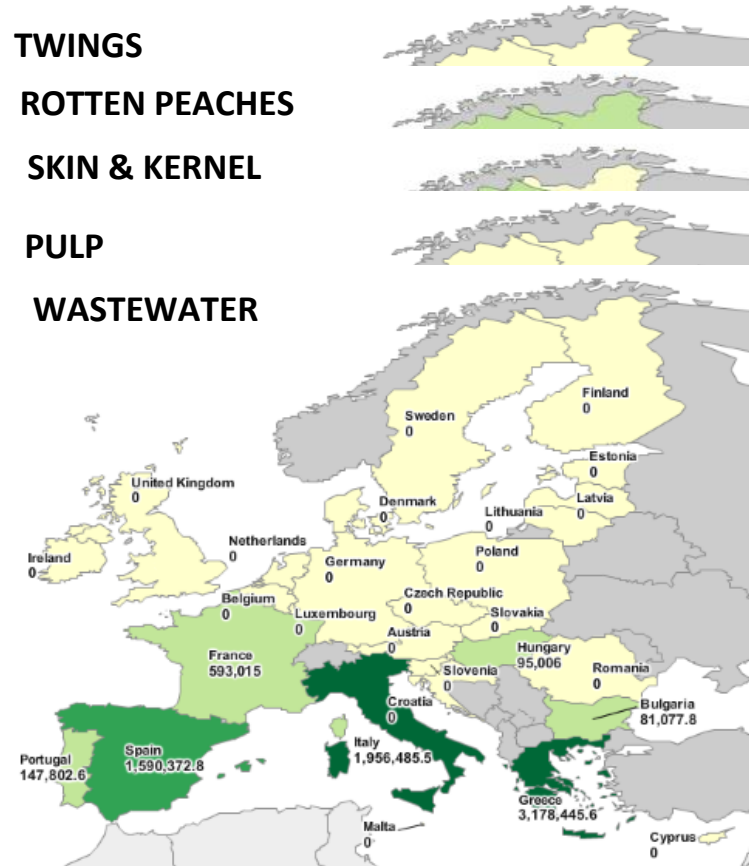 TWINGS
ROTTEN PEACHES
SKIN & KERNEL
PULP
WASTEWATER
Finland
0
Sweden
0
Estonia
0
United Kingdom
0
Denmark
0
Latvia
0
Lithuania
0
Netherlands
0
Ireland
0
Poland
0
Germany
0
Belgium
0
Czech Republic
0
Luxembourg
0
Slovakia
0
Austria
0
France
593,015
Hungary
95,006
Slovenia
0
Romania
0
Croatia
0
Bulgaria
81,077.8
Portugal
147,802.6
Spain
1,590,372.8
Italy
1,956,485.5
Greece
3,178,445.6
Malta
0
Cyprus
0